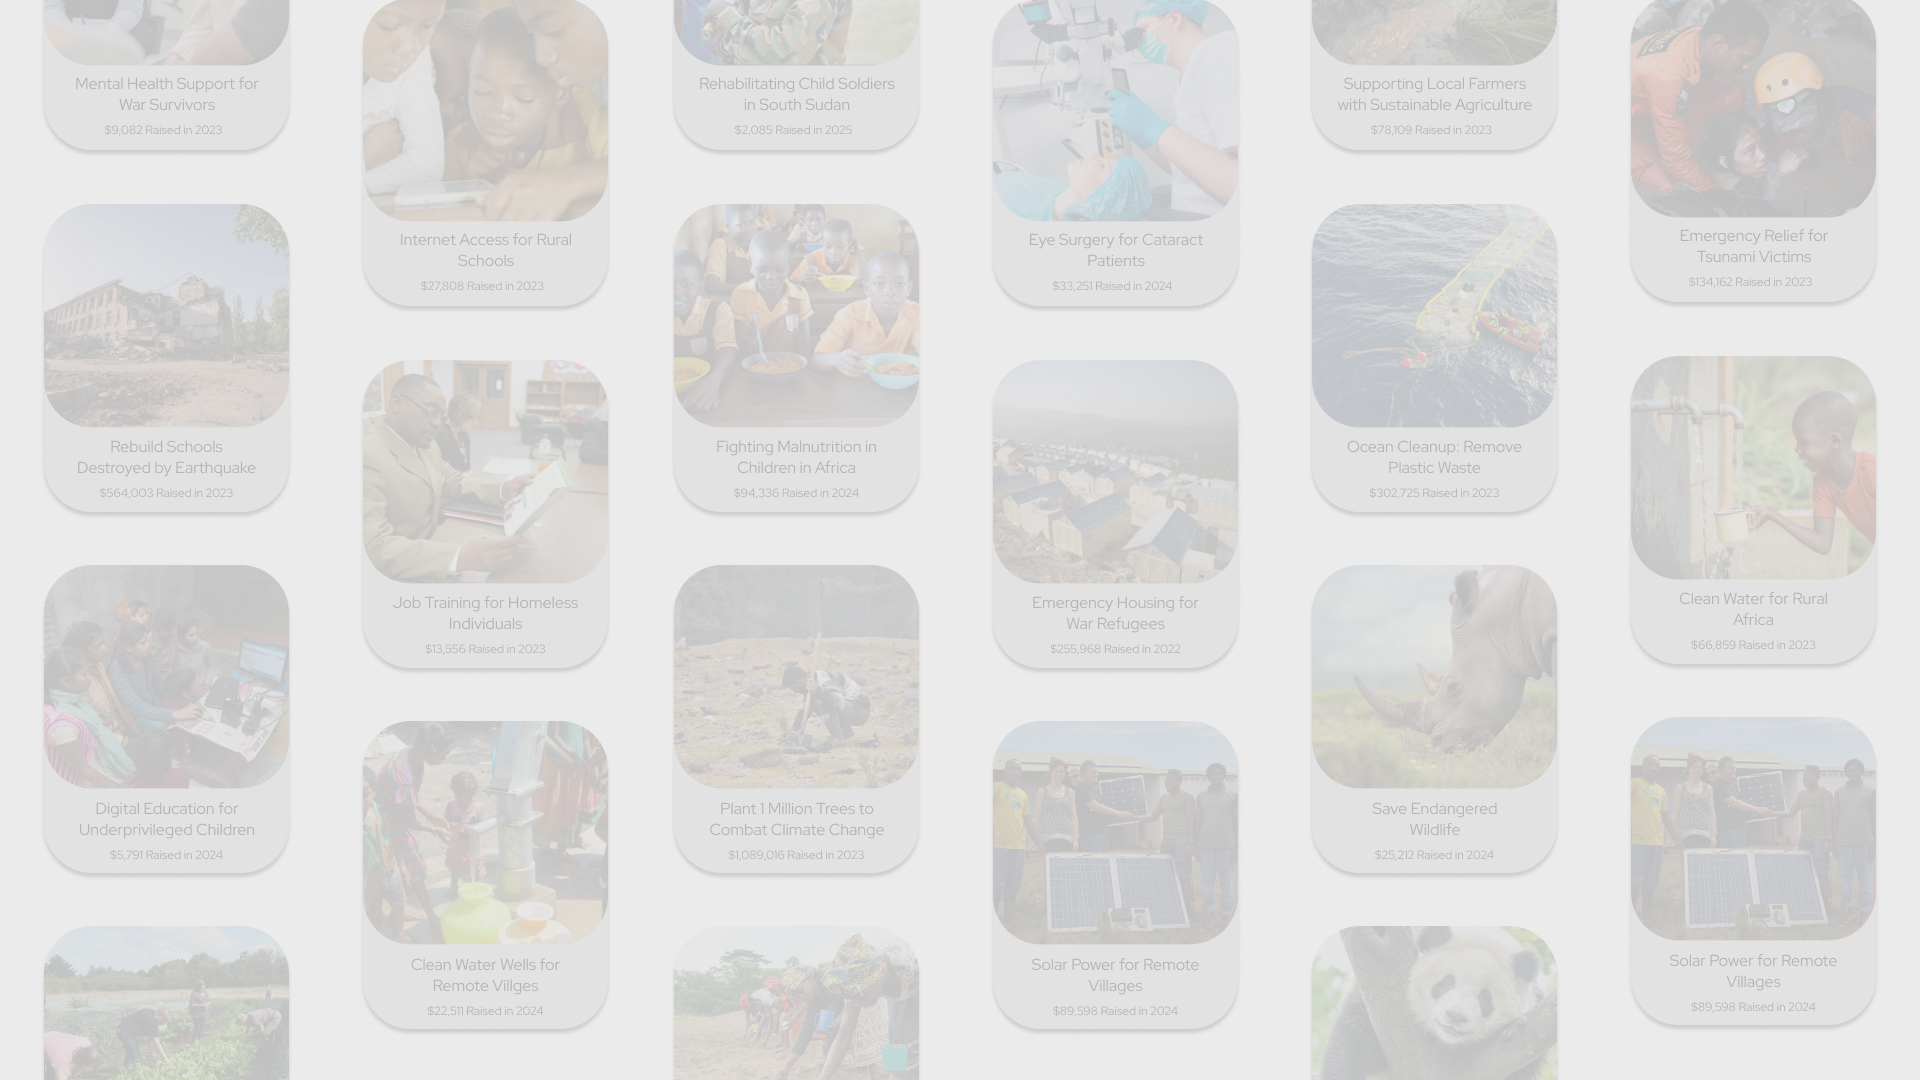 Mental Health Support for
War Survivors
$9,082 Raised in 2023
Rebuild Schools
Destroyed by Earthquake
$564,003 Raised in 2023
Digital Education for
Underprivileged Children
$5,791 Raised in 2024
Internet Access for Rural
Schools
$27,808 Raised in 2023
Job Training for Homeless
Individuals
$13,556 Raised in 2023
Clean Water Wells for
Remote Villges
$22,511 Raised in 2024
Rehabilitating Child Soldiers
in South Sudan
$2,085 Raised in 2025
Fighting Malnutrition in
Children in Africa
$94,336 Raised in 2024
Plant 1 Million Trees to
Combat Climate Change
$1,089,016 Raised in 2023
Eye Surgery for Cataract
Patients
$33,251 Raised in 2024
Emergency Housing for
War Refugees
$255,968 Raised in 2022
Solar Power for Remote
Villages
$89,598 Raised in 2024
Supporting Local Farmers
with Sustainable Agriculture
$78,109 Raised in 2023
Ocean Cleanup: Remove
Plastic Waste
$302,725 Raised in 2023
Save Endangered
Wildlife
$25,212 Raised in 2024
Emergency Relief for
Tsunami Victims
$134,162 Raised in 2023
Clean Water for Rural
Africa
$66,859 Raised in 2023
Solar Power for Remote
Villages
$89,598 Raised in 2024